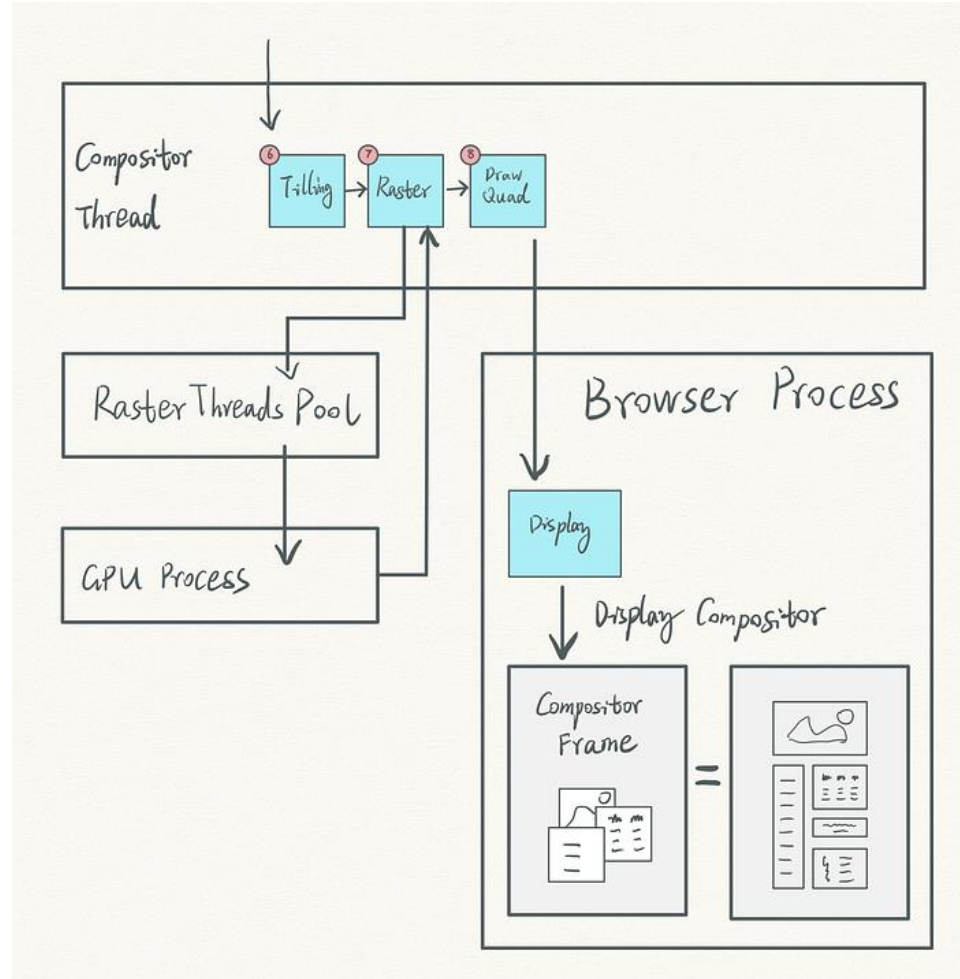 Compositor
Thread
6
Tilling
7
Raster
8
Draw
Quad
Raster Threads Pool
GPU Process
Browser Process
Display
Display Compositor
Compositor
Frame
=